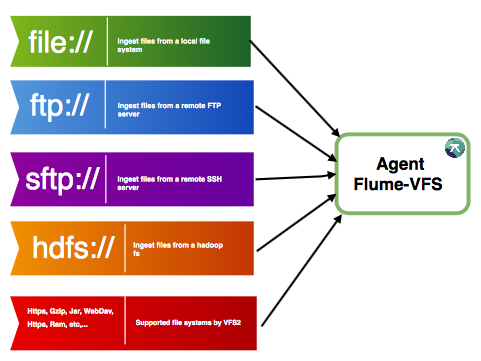 file://
Ingest files from a local file
system
ftp://
Ingest files from a remote FTP
server
sftp://
Ingest files from a remote SSH
server
hdfs://
Ingest files from a hadoop
fs
Https, Gzip, Jar, WebDav,
Https, Ram, etc,...
Supported file systems by VFS2
Agent
Flume-VFS